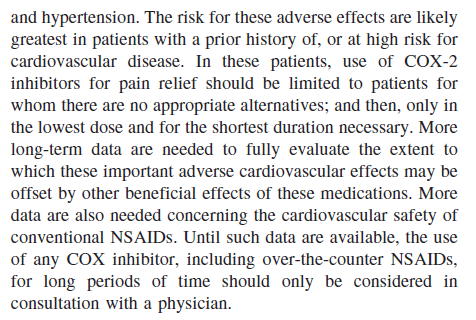 and hypertension. The risk for these adverse effects are likely
greatest in patients with a prior history of, or at high risk for
cardiovascular disease. In these patients, use of COX-2
inhibitors for pain relief should be limited to patients for
whom there are no appropriate alternatives; and then, only in
the lowest dose and for the shortest duration necessary. More
long-term data are needed to fully evaluate the extent to
which these important adverse cardiovascular effects may be
offset by other beneficial effects of these medications. More
data are also needed concerning the cardiovascular safety of
conventional NSAIDs. Until such data are available, the use
of any COX inhibitor, including over-the-counter NSAIDs,
for long periods of time should only be considered in
consultation with a physician.